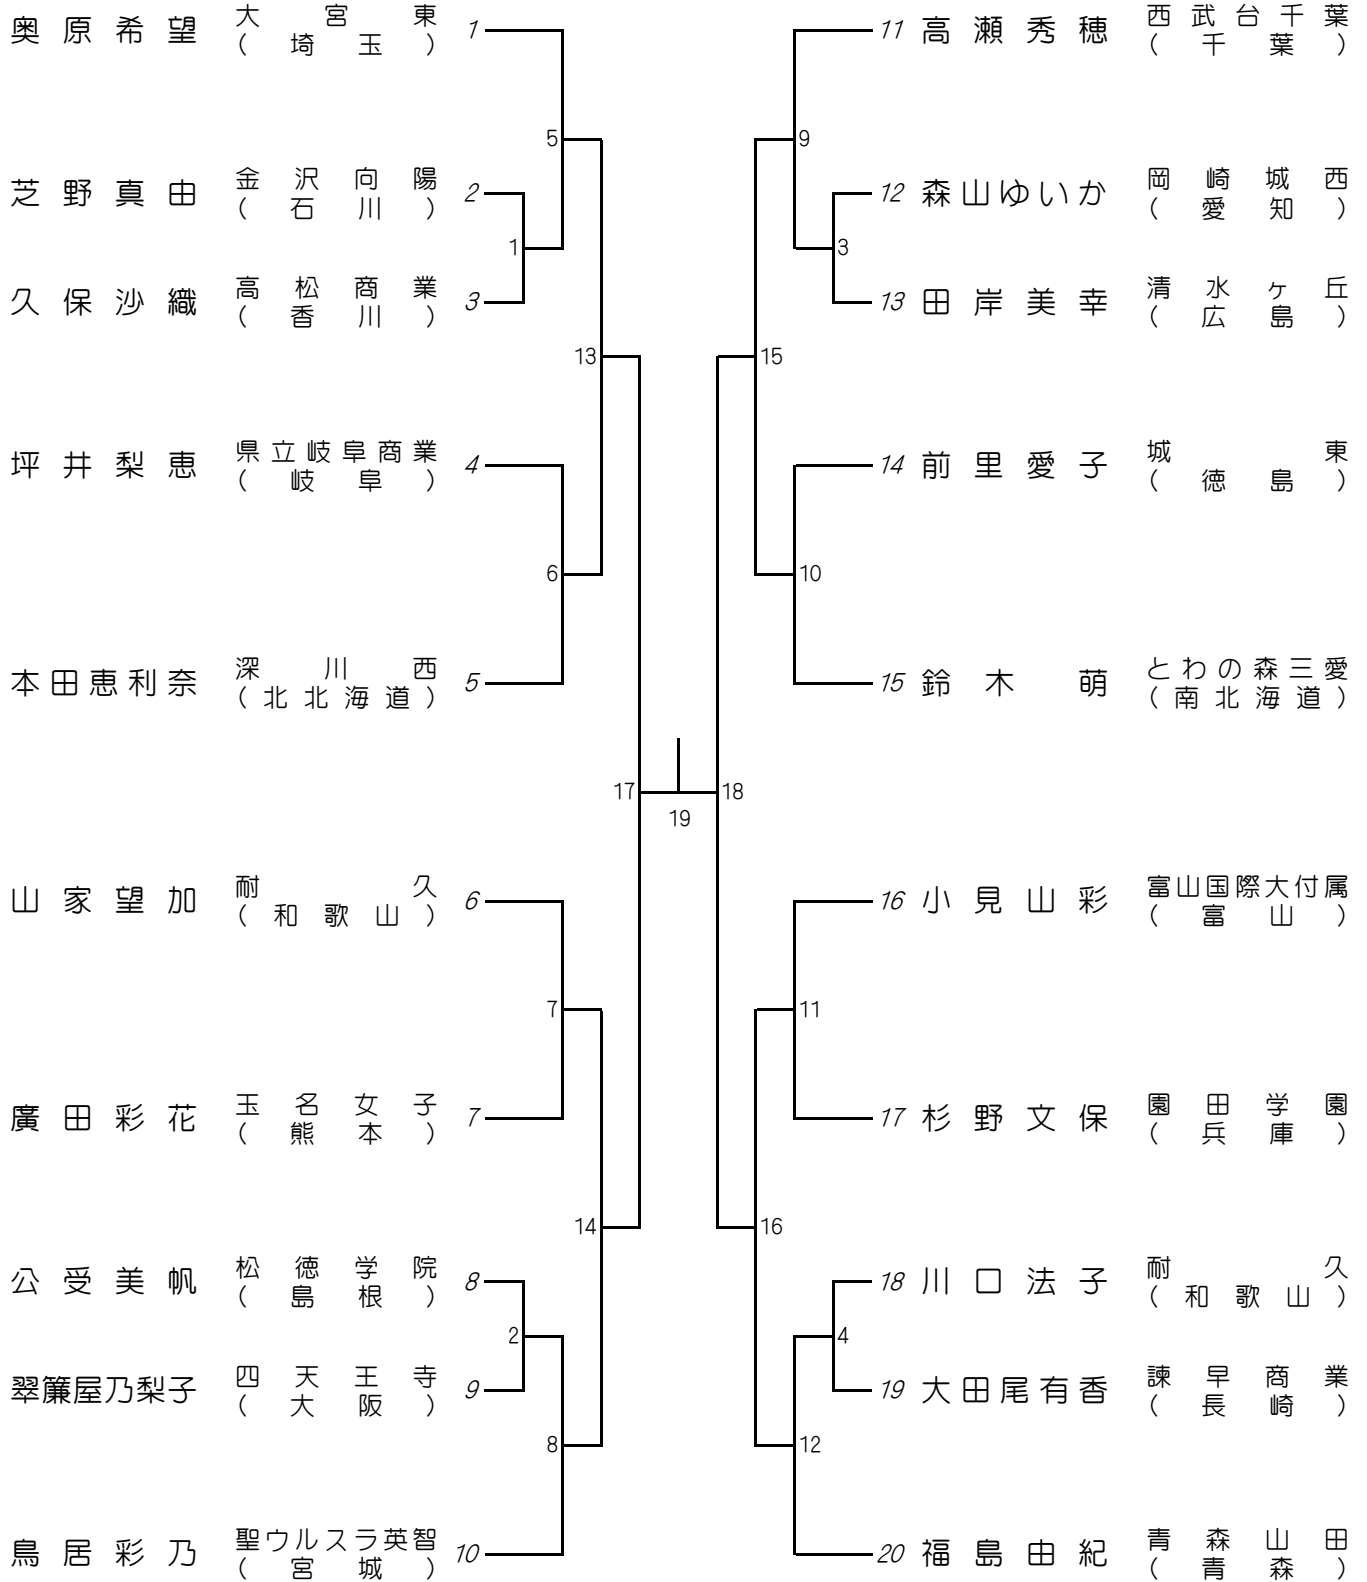 奥原希望 大宮東 1
(埼玉)
芝野真由 金沢向陽 2
(石川)
久保沙織 高松商業 3
(香川)
坪井梨恵 県立岐阜商業 4
(岐阜)
本田恵利奈 深川西 5
(北北海道)
山家望加 耐久 6
(和歌山)
廣田彩花 玉名女子 7
(熊本)
公受美帆 松徳学院 8
(島根)
翠簾屋乃梨子 四天王寺 9
(大阪)
鳥居彩乃 聖ウルスラ英智 10
(宮城)
5
1
13
6
17
7
14
2
8
19
9
3
15
10
18
11
16
4
12
11 高瀬秀穂 西武台千葉
(千葉)
12 森山ゆいか 岡崎城西
(愛知)
13 田岸美幸 清水ヶ丘
(広島)
14 前里愛子 城東
(徳島)
15 鈴木萌 とわの森三愛
(南北海道)
16 小見山彩 富山国際大付属
(富山)
17 杉野文保 園田学園
(兵庫)
18 川口法子 耐久
(和歌山)
19 大田尾有香 諫早商業
(長崎)
20 福島由紀 青森山田
(青森)